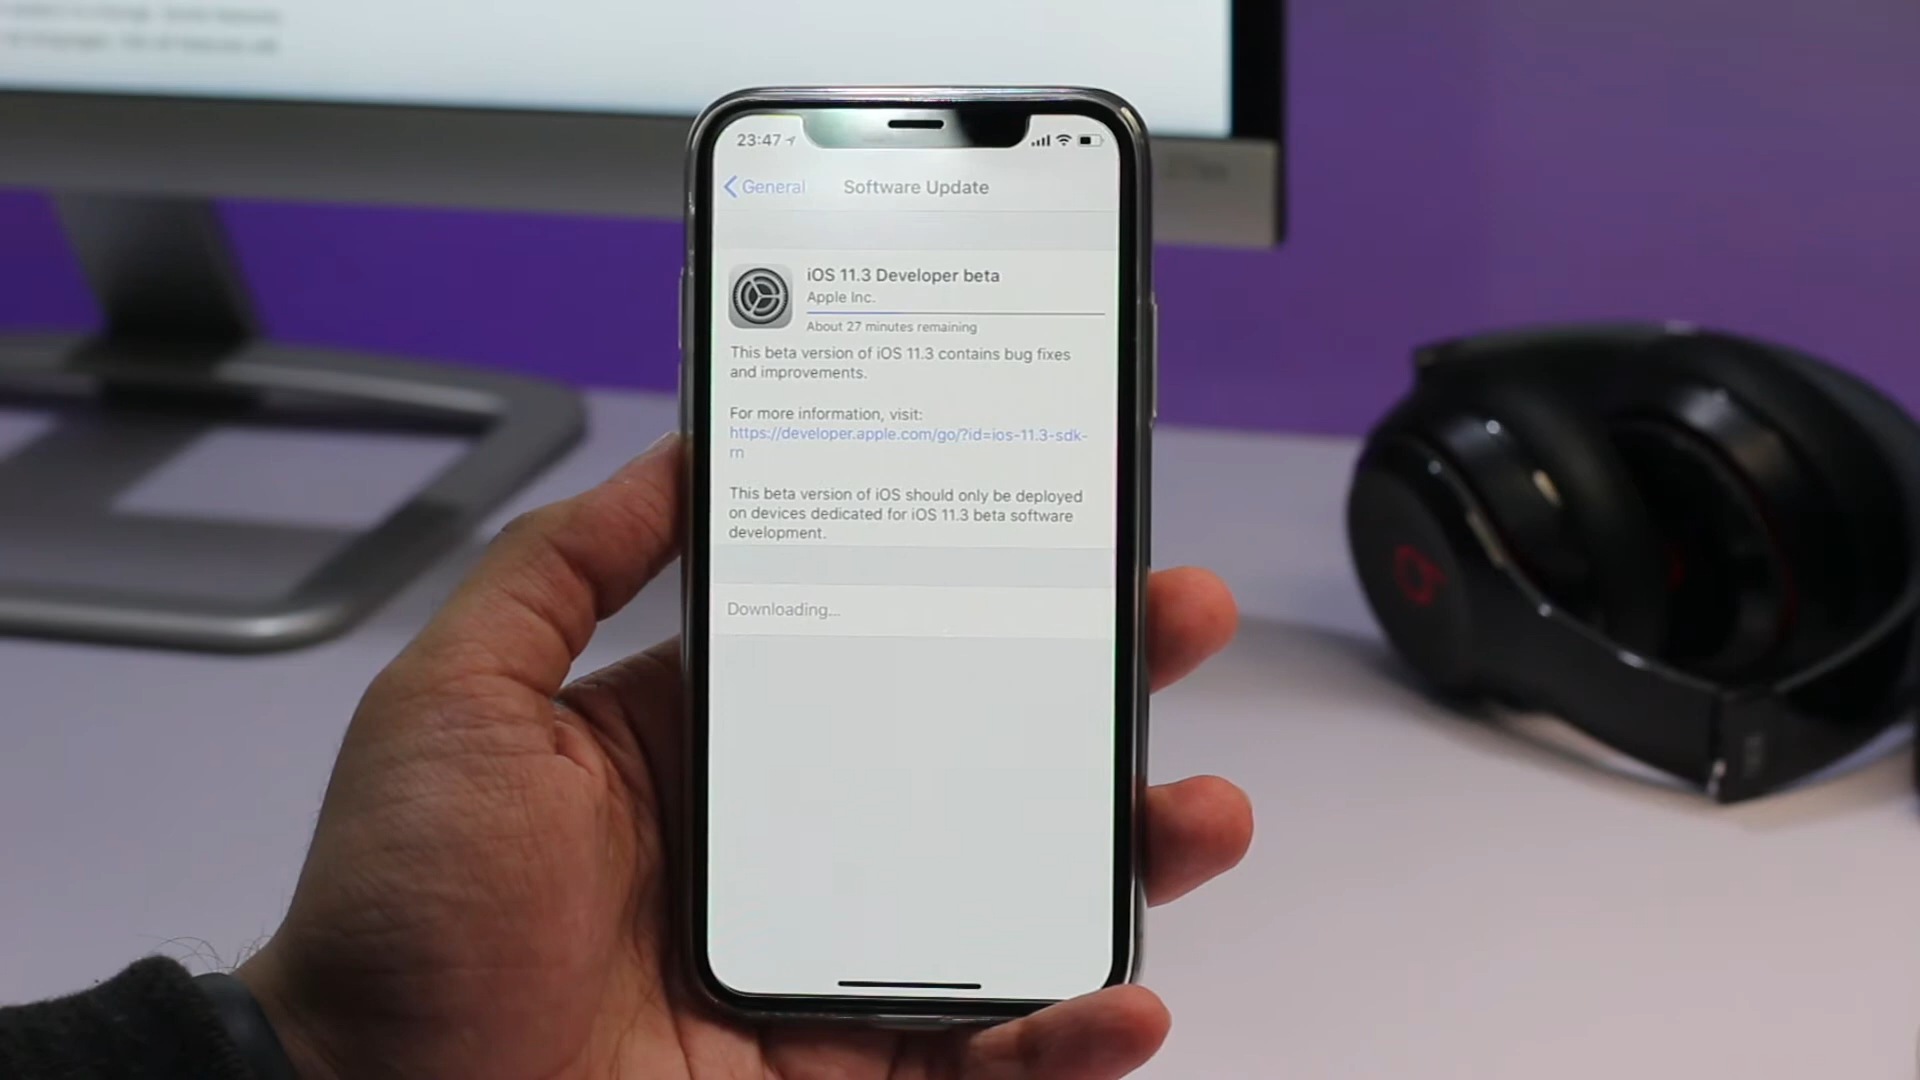 23:47
General
Software Update
iOS 11.3 Developer beta
Apple Inc.
About 27 minutes remaining
This beta version of iOS 11.3 contains bug fixes
and improvements.
For more information, visit:
https://developer.apple.com/go/?id=ios-11.3-sdk-
rn
This beta version of iOS should only be deployed
on devices dedicated for iOS 11.3 beta software
development.
Downloading...